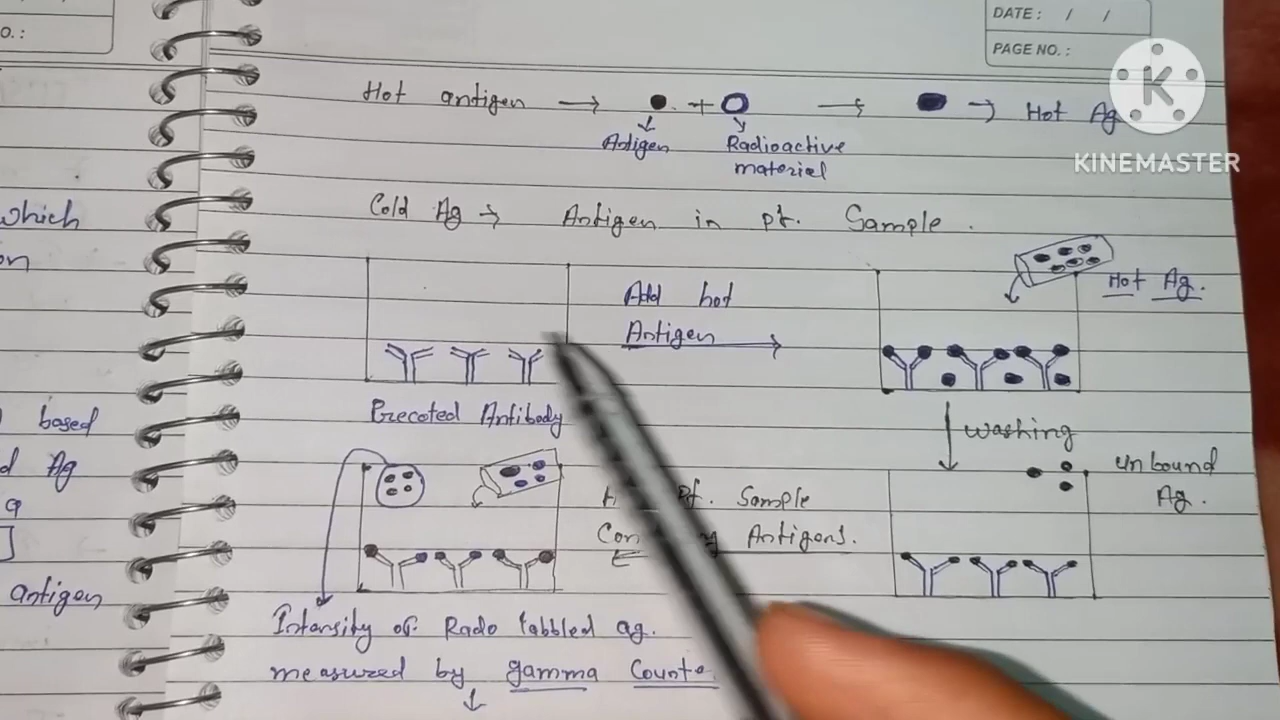 O.:
DATE: / /
PAGE NO.:
KINEMASTER
which
on
based
d Ag
a
antigen
Hot antigen → + → → Hot Ag
Antigen
Radioactive
material
Cold Ag → Antigen in pt. Sample.
Add hot
Antigen
Hot Ag.
Precoted Antibody
washing
unbound
Ag.
pt. Sample
Antigens.
Intensity of Rado labbled ag.
measured by gamma